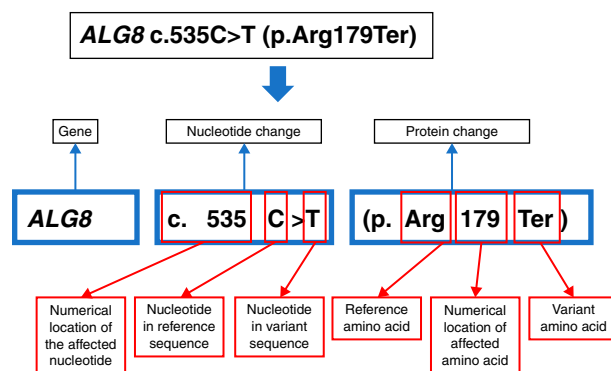 ALG8 c.535C>T (p.Arg179Ter)
Gene
Nucleotide change
Protein change
ALG8
c. 535 C >T
(p. Arg 179 Ter )
Numerical
location of
the affected
nucleotide
Nucleotide
in reference
sequence
Nucleotide
in variant
sequence
Reference
amino acid
Numerical
location of
affected
amino acid
Variant
amino acid